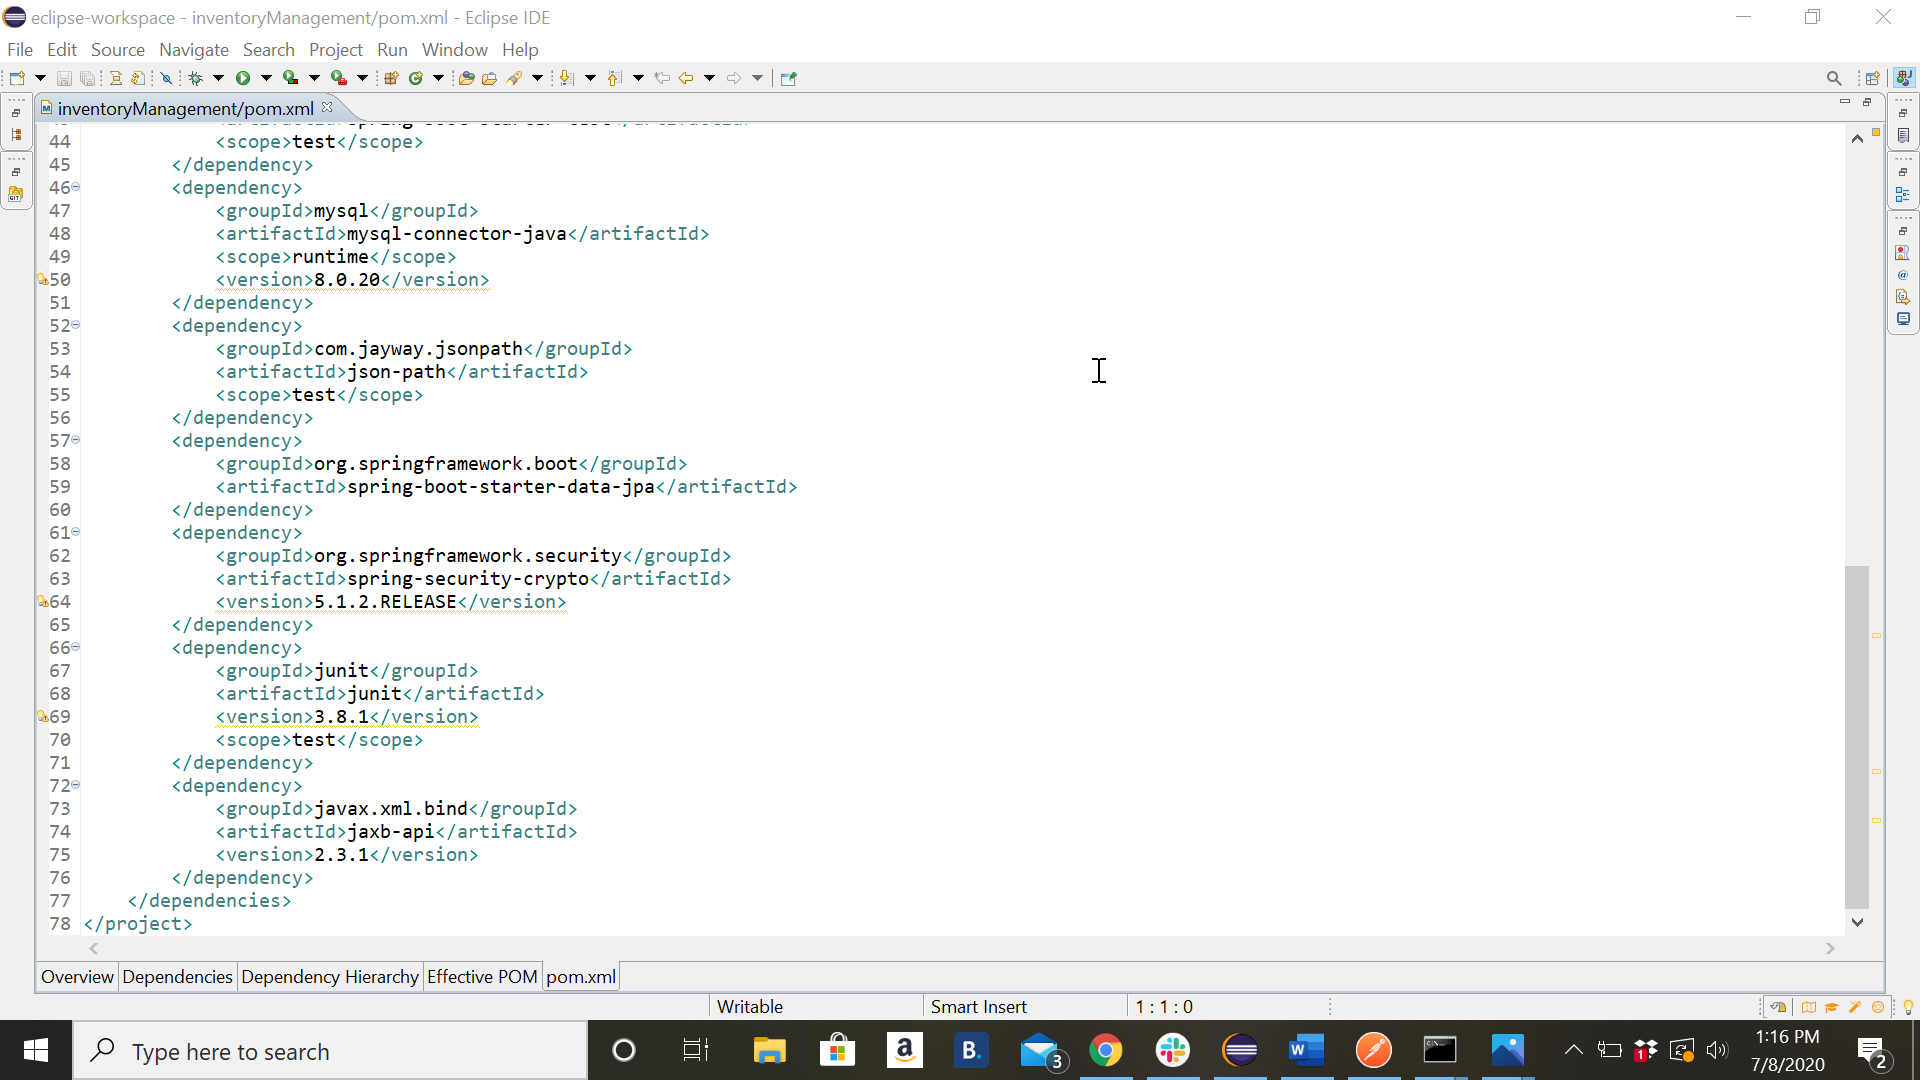 eclipse-workspace - inventoryManagement/pom.xml - Eclipse IDE
File Edit Source Navigate Search Project Run Window Help
inventoryManagement/pom.xml
44 <scope>test</scope>
45 </dependency>
46 <dependency>
47 <groupId>mysql</groupId>
48 <artifactId>mysql-connector-java</artifactId>
49 <scope>runtime</scope>
50 <version>8.0.20</version>
51 </dependency>
52 <dependency>
53 <groupId>com.jayway.jsonpath</groupId>
54 <artifactId>json-path</artifactId>
55 <scope>test</scope>
56 </dependency>
57 <dependency>
58 <groupId>org.springframework.boot</groupId>
59 <artifactId>spring-boot-starter-data-jpa</artifactId>
60 </dependency>
61 <dependency>
62 <groupId>org.springframework.security</groupId>
63 <artifactId>spring-security-crypto</artifactId>
64 <version>5.1.2.RELEASE</version>
65 </dependency>
66 <dependency>
67 <groupId>junit</groupId>
68 <artifactId>junit</artifactId>
69 <version>3.8.1</version>
70 <scope>test</scope>
71 </dependency>
72 <dependency>
73 <groupId>javax.xml.bind</groupId>
74 <artifactId>jaxb-api</artifactId>
75 <version>2.3.1</version>
76 </dependency>
77 </dependencies>
78 </project>
Overview Dependencies Dependency Hierarchy Effective POM pom.xml
Writable Smart Insert 1 : 1 : 0
Type here to search
a B. 3 W 1 2
1:16 PM
7/8/2020